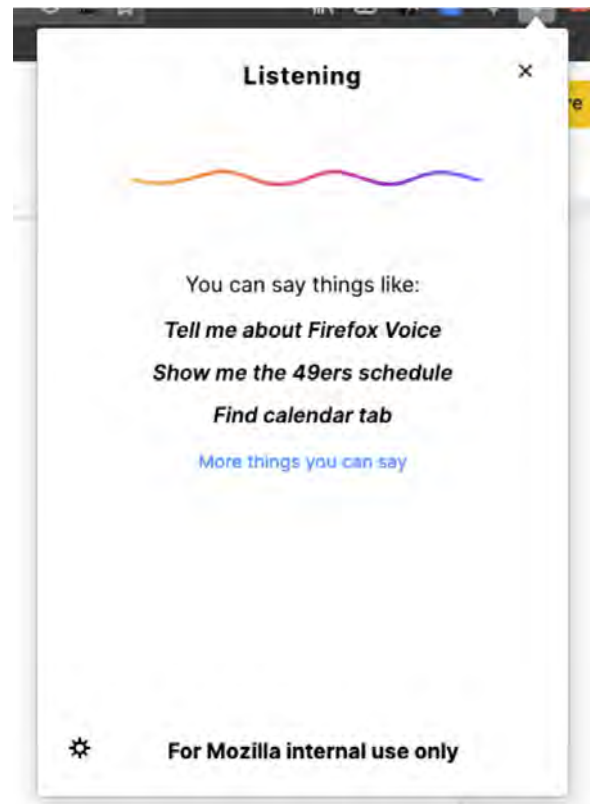 Listening
You can say things like:
Tell me about Firefox Voice
Show me the 49ers schedule
Find calendar tab
More things you can say
For Mozilla internal use only